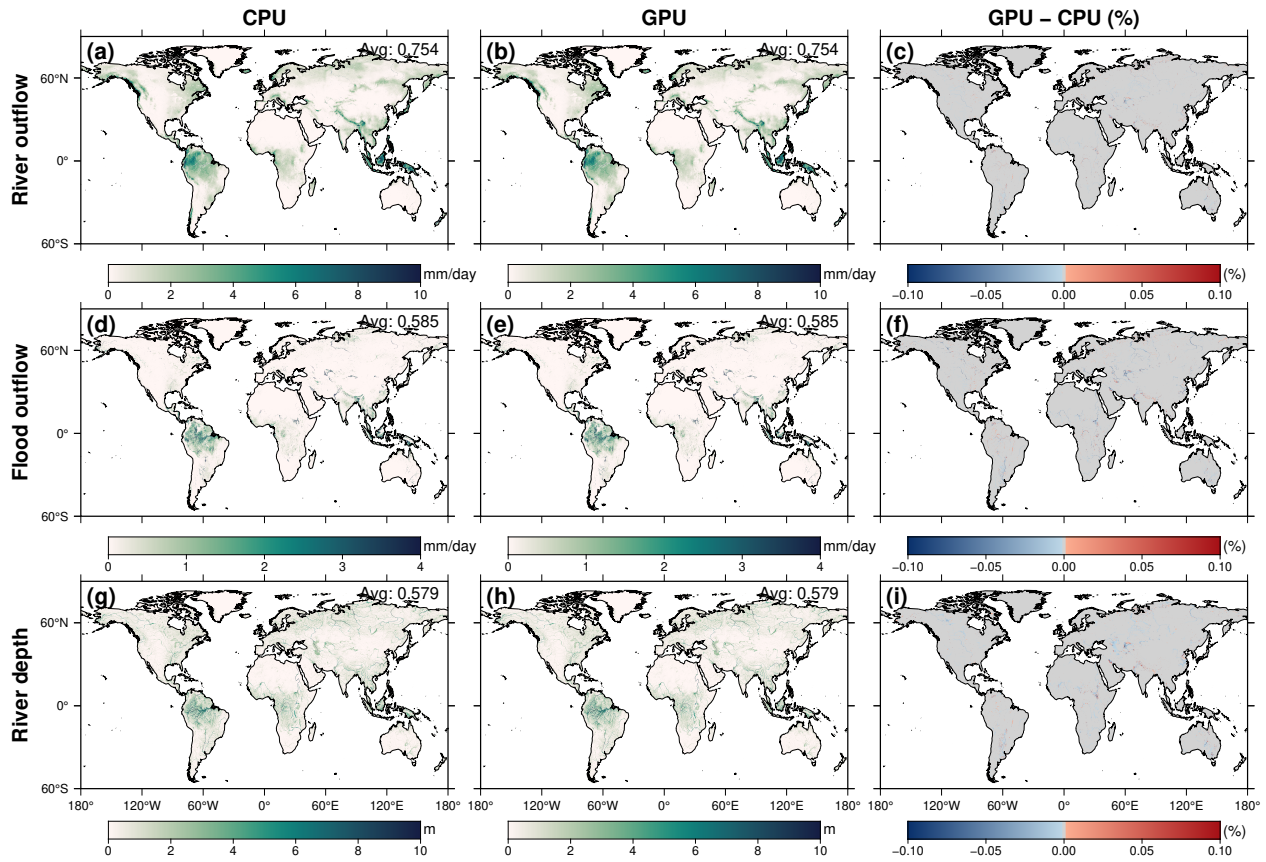 CPU GPU GPU − CPU (%)
River outflow
(a) Avg: 0.754 (b) Avg: 0.754 (c)
60°N
0°
60°S
0 2 4 6 8 10 mm/day 0 2 4 6 8 10 mm/day −0.10 −0.05 0.00 0.05 0.10 (%)
Flood outflow
(d) Avg: 0.585 (e) Avg: 0.585 (f)
60°N
0°
60°S
0 1 2 3 4 mm/day 0 1 2 3 4 mm/day −0.10 −0.05 0.00 0.05 0.10 (%)
River depth
(g) Avg: 0.579 (h) Avg: 0.579 (i)
60°N
0°
60°S
180° 120°W 60°W 0° 60°E 120°E 180° 180° 120°W 60°W 0° 60°E 120°E 180° 180° 120°W 60°W 0° 60°E 120°E 180°
0 2 4 6 8 10 m 0 2 4 6 8 10 m −0.10 −0.05 0.00 0.05 0.10 (%)